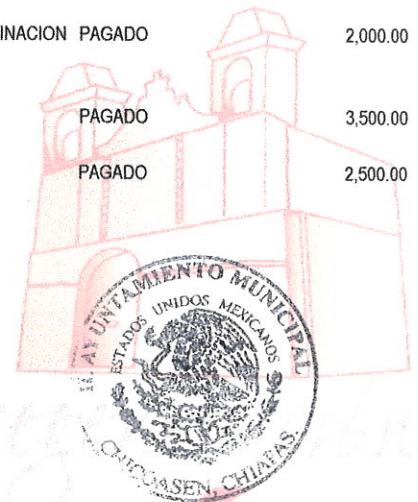 INACION PAGADO 2,000.00
PAGADO 3,500.00
PAGADO 2,500.00
AYUNTAMIENTO MUNICIPAL
ESTADOS UNIDOS MEXICANOS
CHICOASEN, CHIAPAS